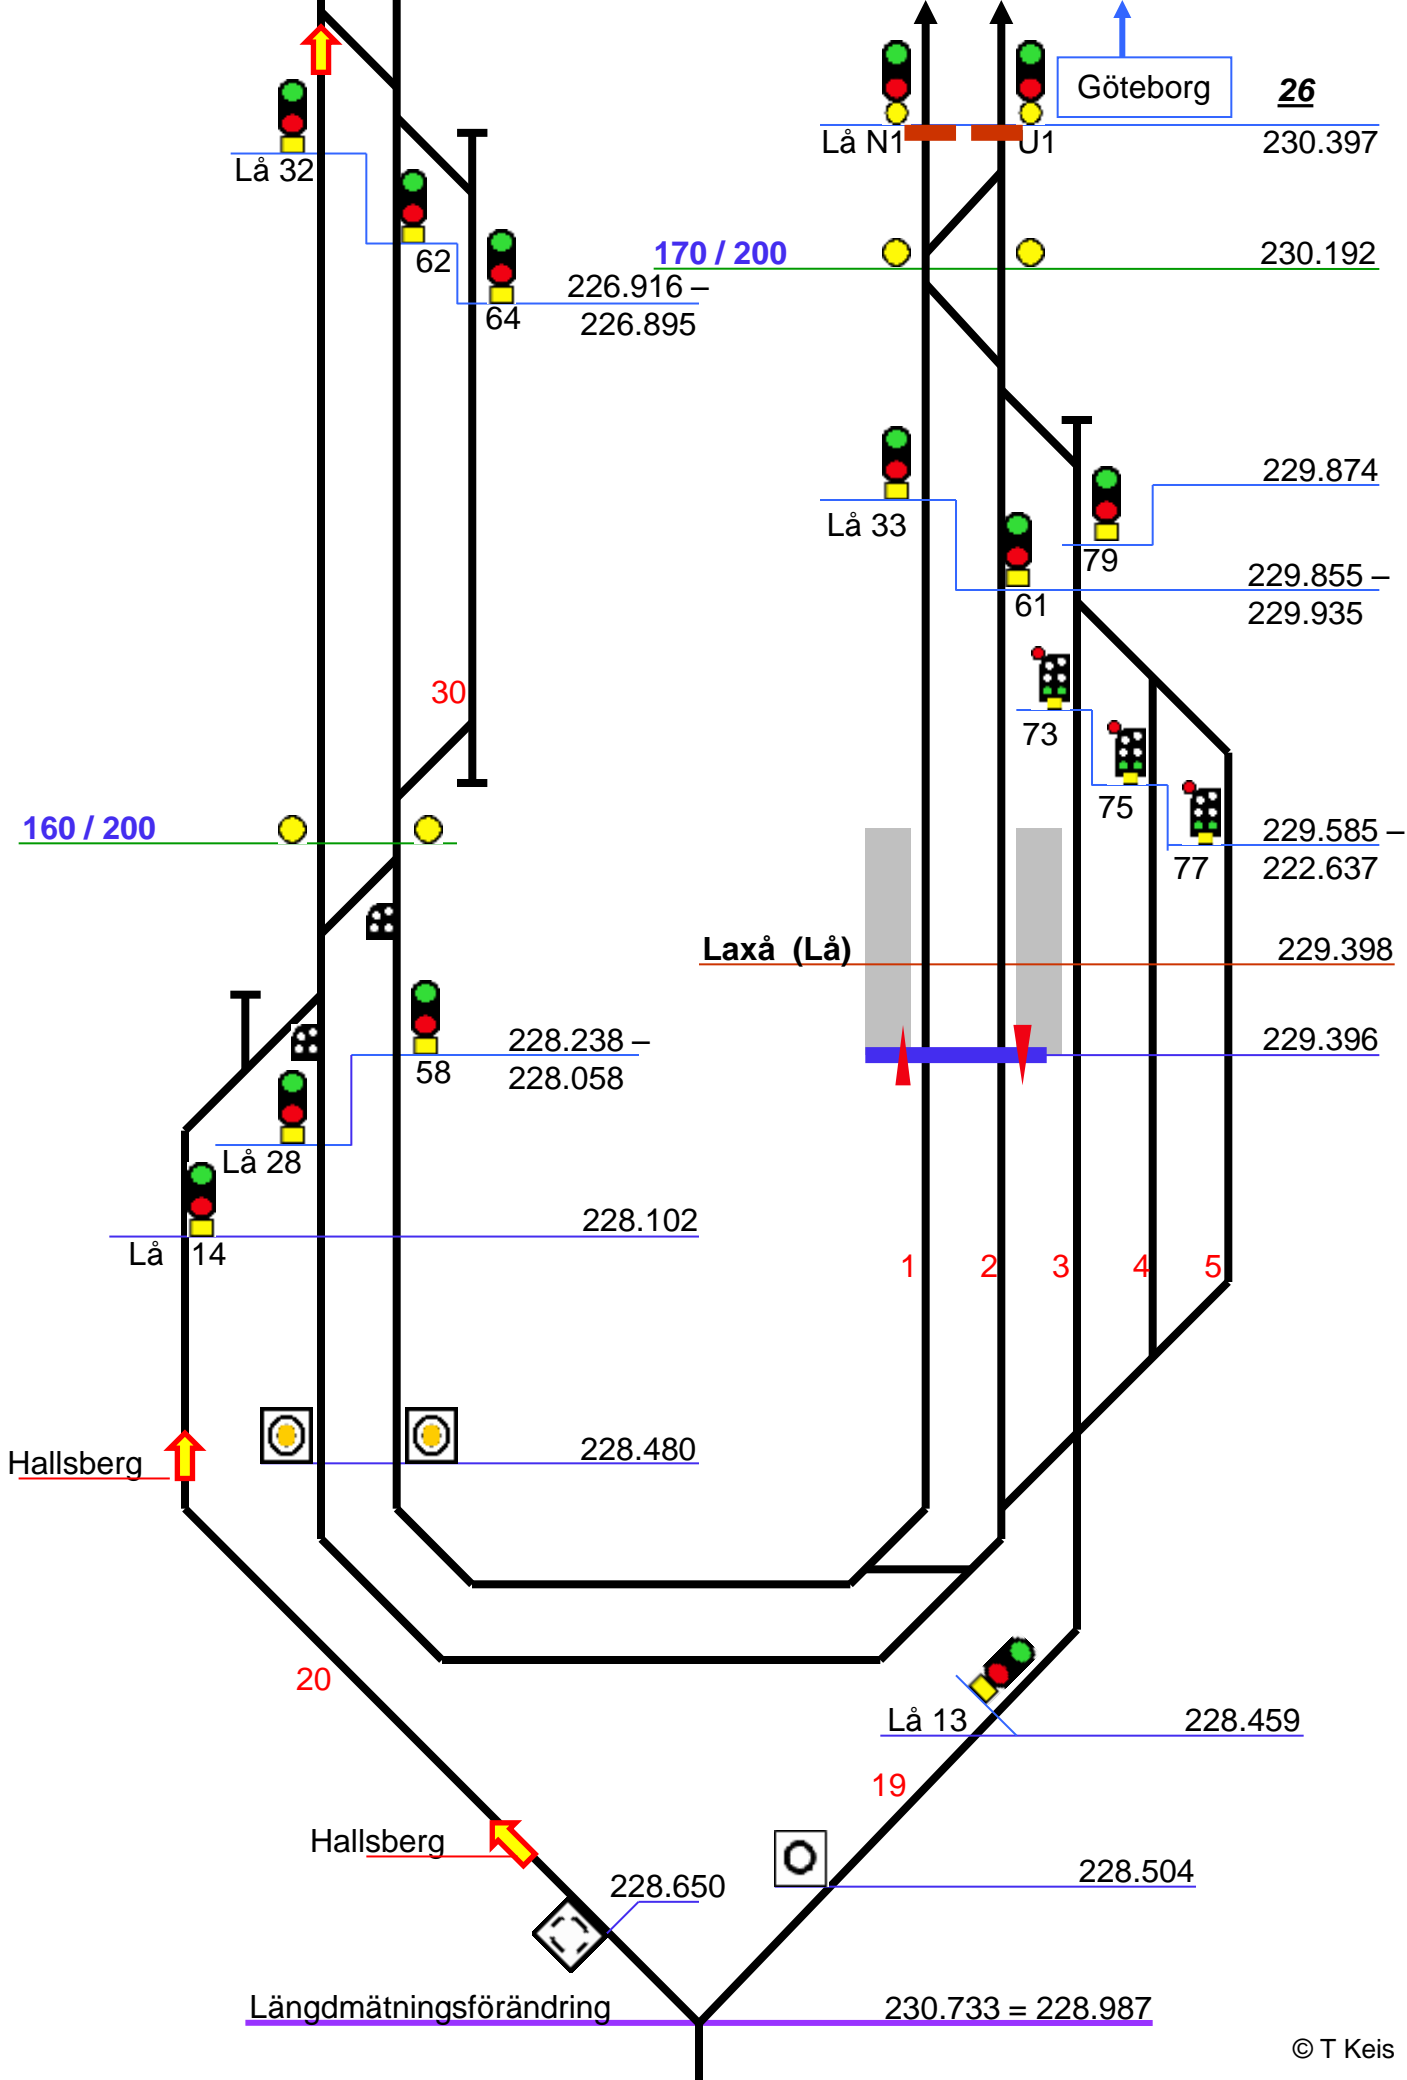 Göteborg
26
Lå N1
U1
230.397
Lå 32
62
64
226.916 –
226.895
170 / 200
230.192
229.874
79
Lå 33
61
229.855 –
229.935
30
73
75
77
229.585 –
222.637
160 / 200
Laxå (Lå)
229.398
229.396
58
228.238 –
228.058
Lå 28
228.102
Lå 14
1
2
3
4
5
228.480
Hallsberg
20
Lå 13
228.459
19
Hallsberg
228.504
228.650
Längdmätningsförändring
230.733 = 228.987
© T Keis